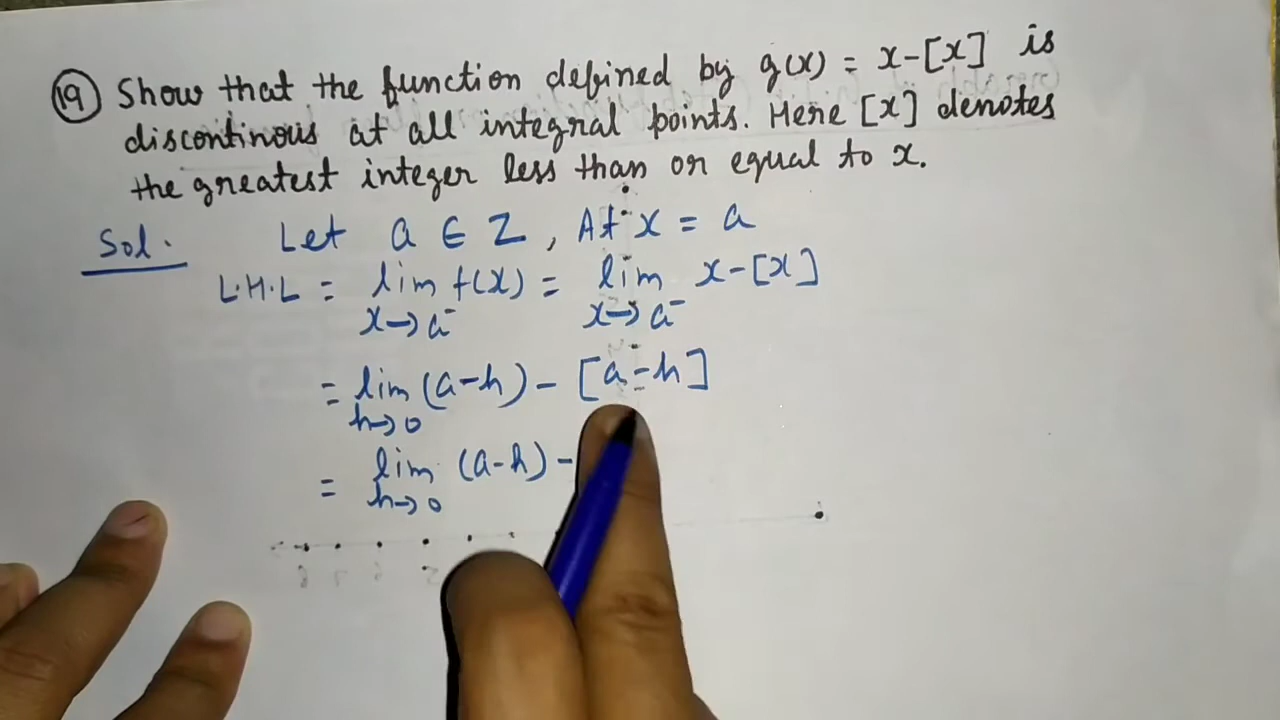 19 Show that the function defined by g(x) = x-[x] is
discontinous at all integral points. Here [x] denotes
the greatest integer less than or equal to x.
Sol. Let a ∈ Z, At x = a
L.H.L = lim f(x) = lim x-[x]
x→a⁻ x→a⁻
= lim (a-h) - [a-h]
h→0
= lim (a-h) -
h→0